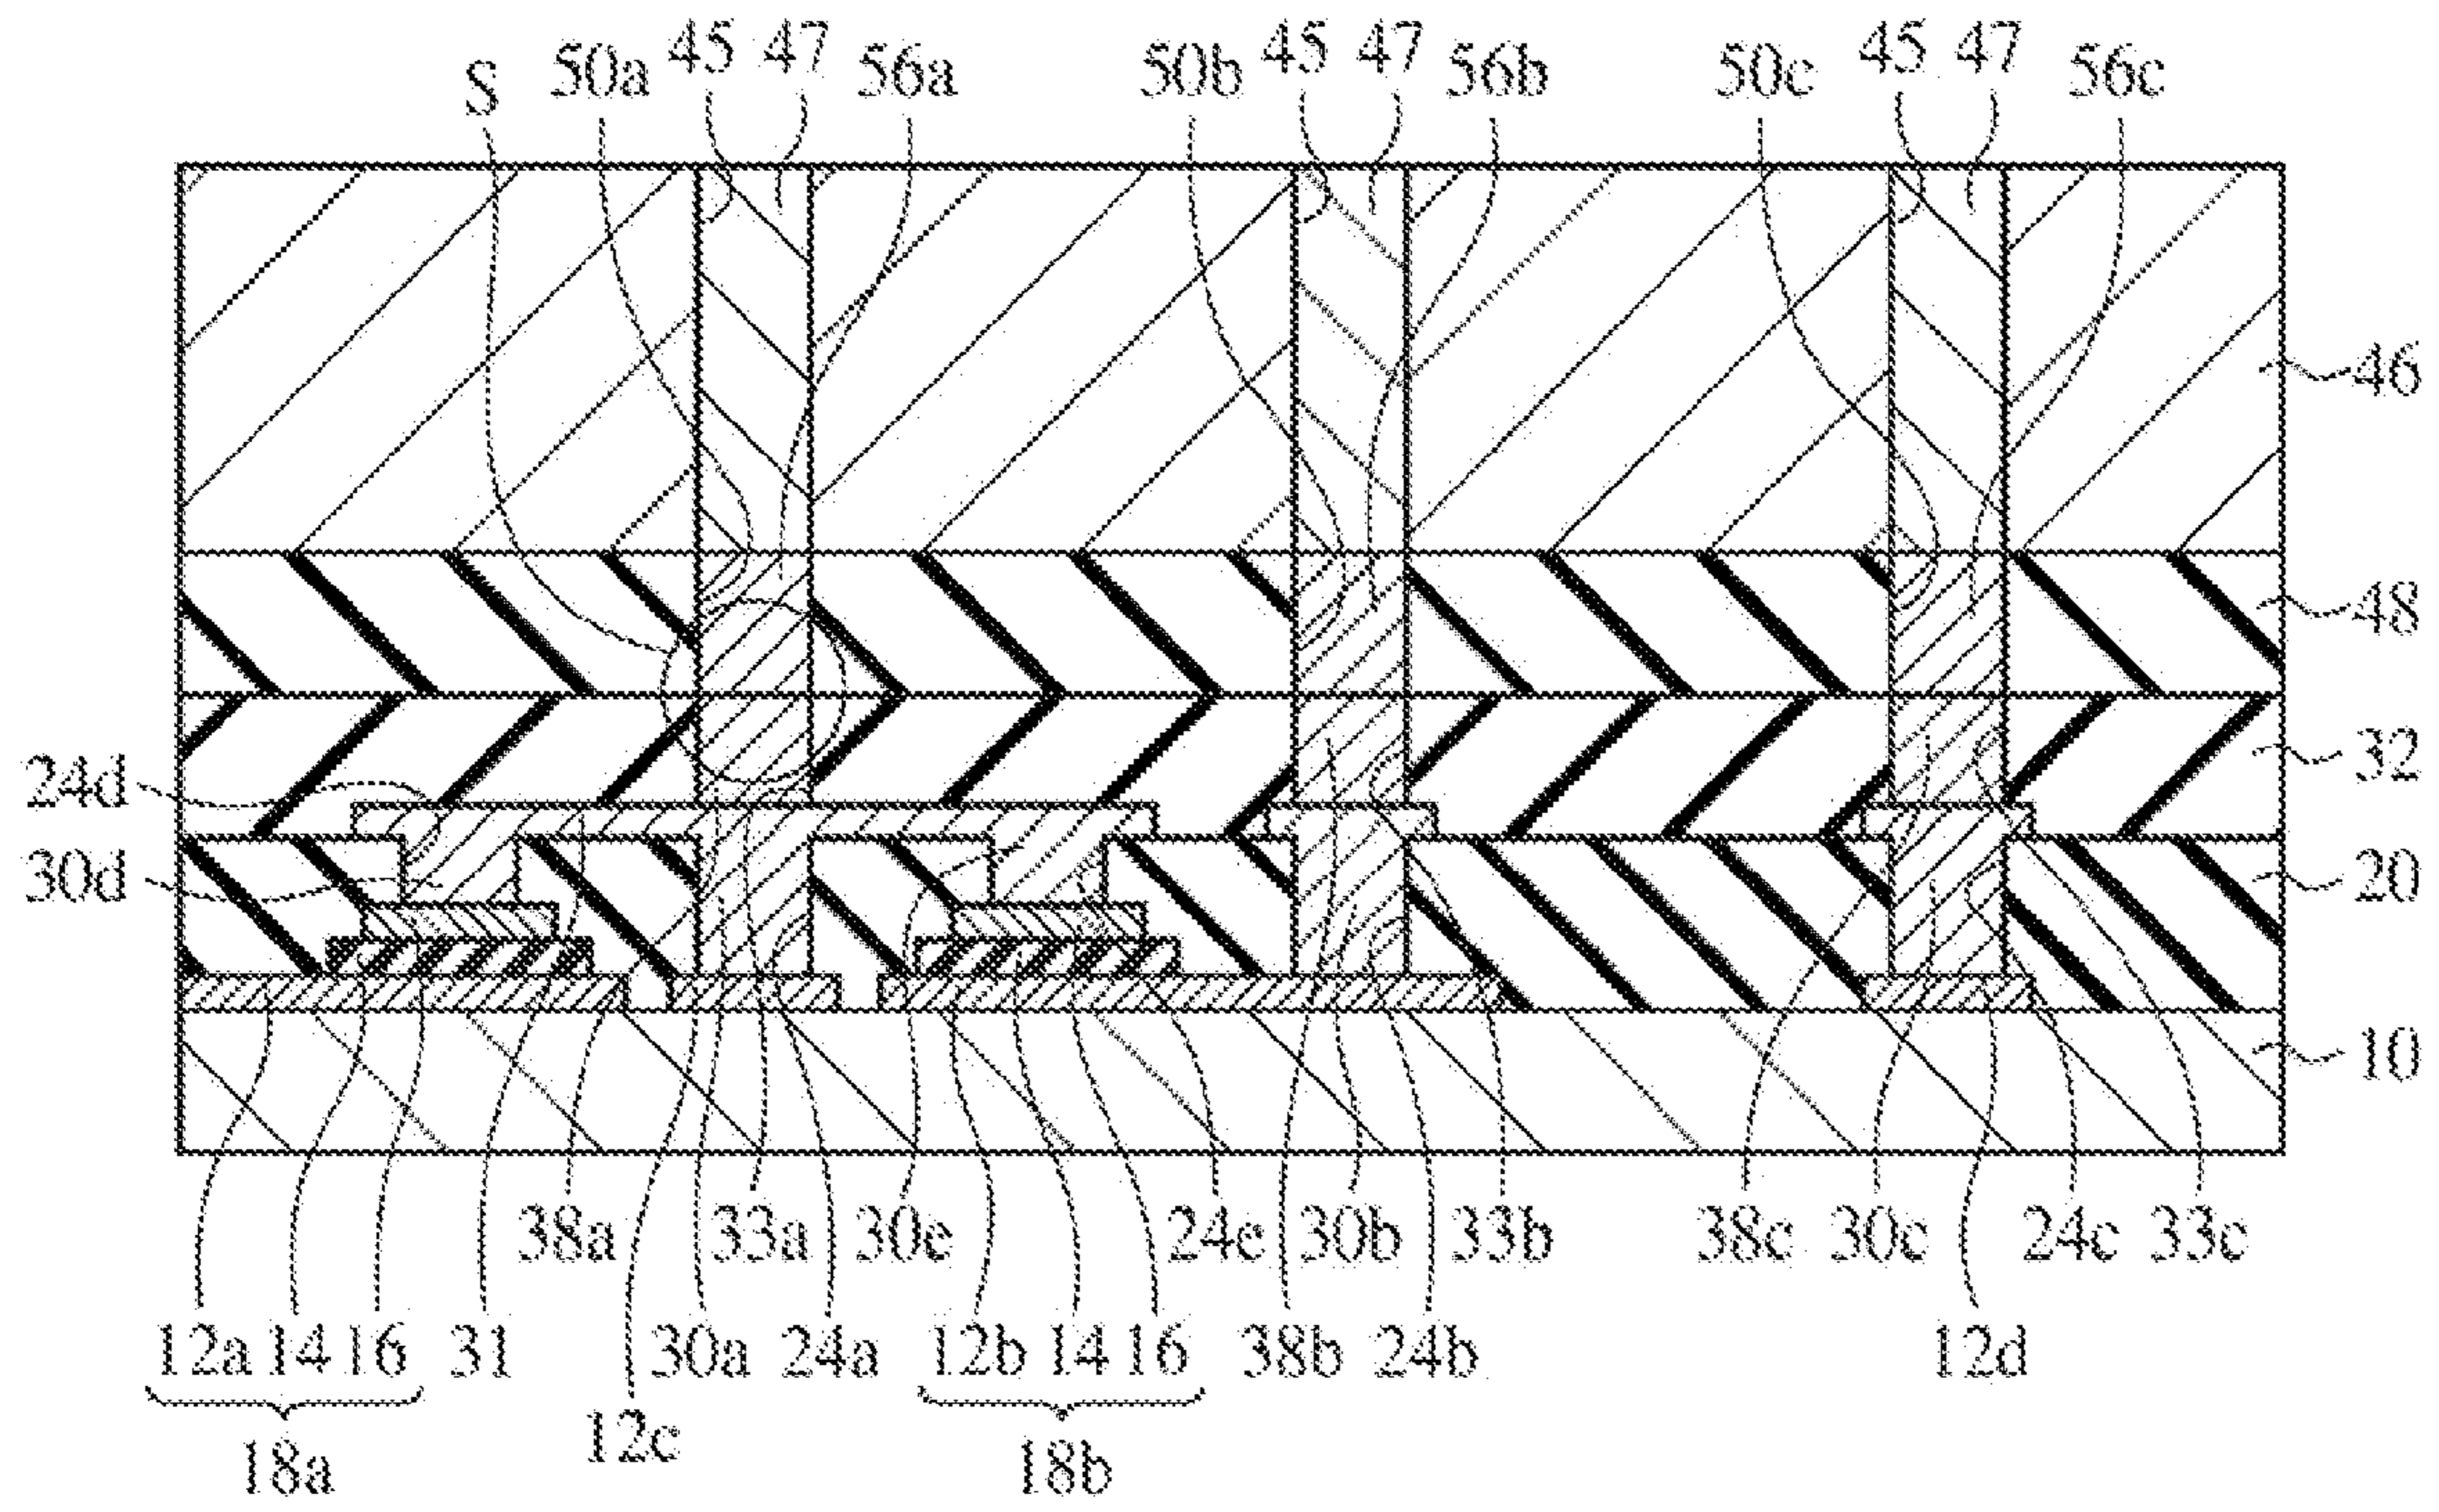 S 50a 45 47 56a 50b 45 47 56b 50c 45 47 56c
46
48
32
24d
20
30d
10
38a 33a 30e 24e 30b 33b 38c 30c 24c 33c
12a 14 16 31 30a 24a 12b 14 16 38b 24b 12d
12c
18a 18b